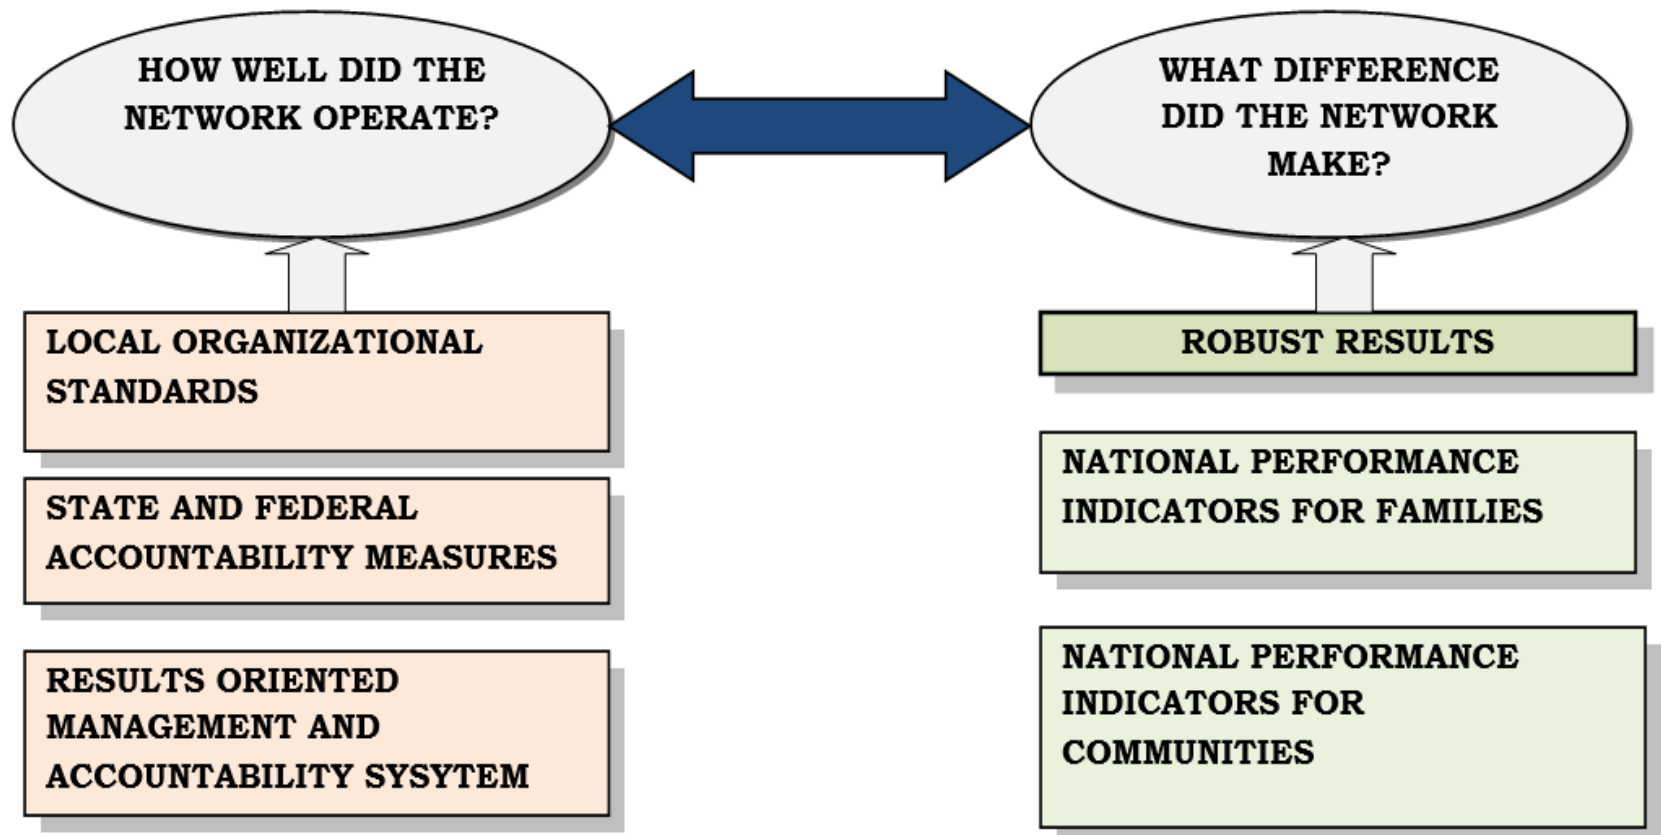 HOW WELL DID THE
NETWORK OPERATE?
WHAT DIFFERENCE
DID THE NETWORK
MAKE?
LOCAL ORGANIZATIONAL
STANDARDS
STATE AND FEDERAL
ACCOUNTABILITY MEASURES
RESULTS ORIENTED
MANAGEMENT AND
ACCOUNTABILITY SYSYTEM
ROBUST RESULTS
NATIONAL PERFORMANCE
INDICATORS FOR FAMILIES
NATIONAL PERFORMANCE
INDICATORS FOR
COMMUNITIES